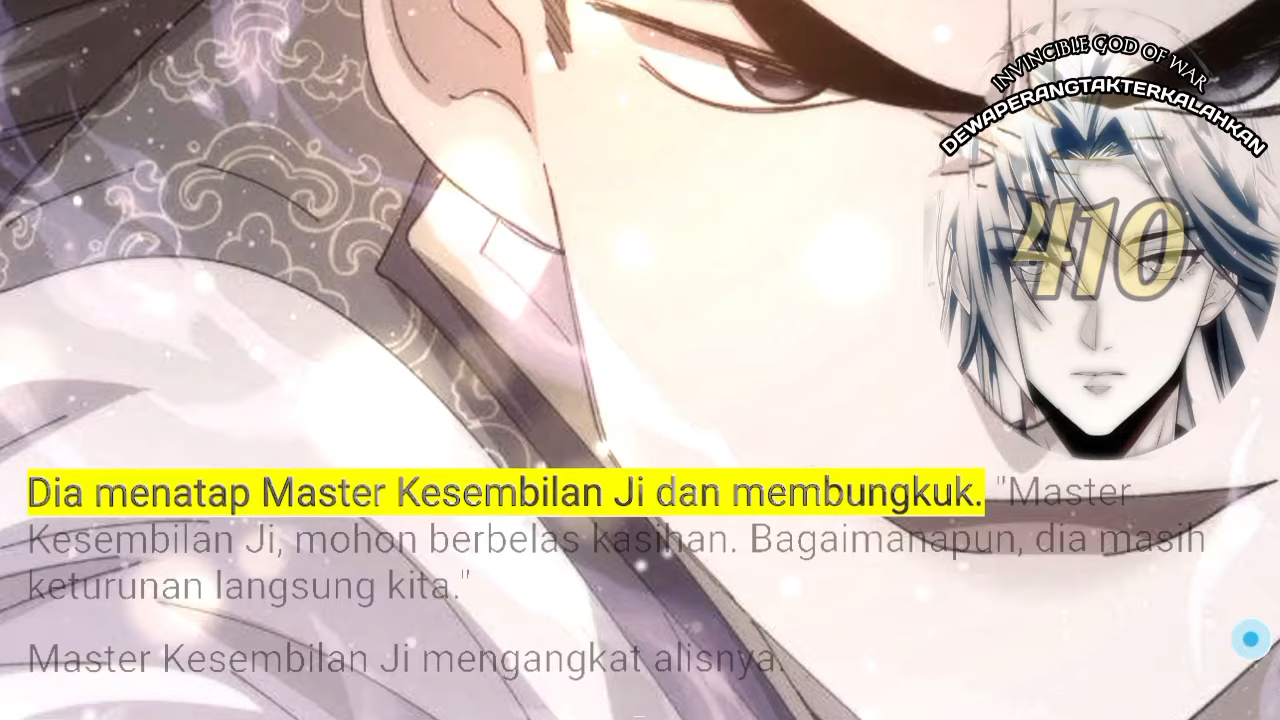 INVINCIBLE GOD OF WAR
DEWAPERANGTAKTERKALAHKAN
410
Dia menatap Master Kesembilan Ji dan membungkuk. "Master
Kesembilan Ji, mohon berbelas kasihan. Bagaimanapun, dia masih
keturunan langsung kita."
Master Kesembilan Ji mengangkat alisnya.